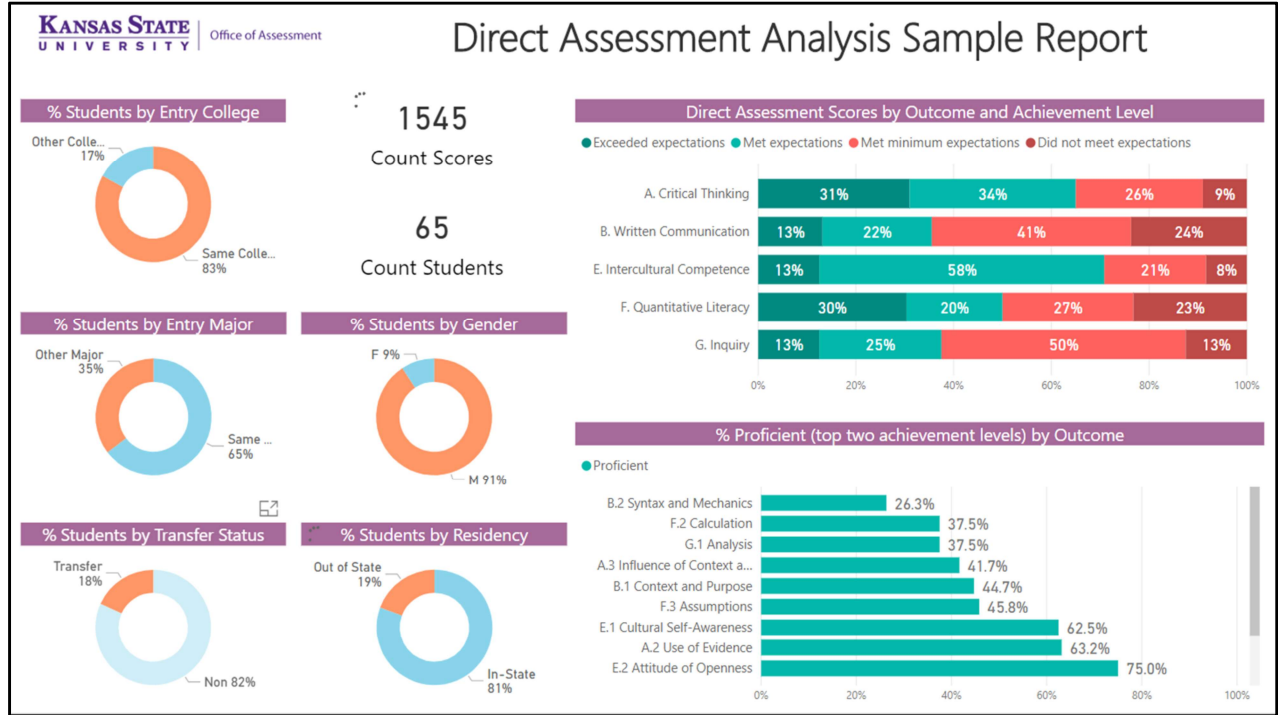 KANSAS STATE
UNIVERSITY
Office of Assessment
Direct Assessment Analysis Sample Report
% Students by Entry College
Other Colle...
17%
Same Colle...
83%
1545
Count Scores
65
Count Students
% Students by Entry Major
Other Major
35%
Same ...
65%
% Students by Gender
F 9%
M 91%
% Students by Transfer Status
Transfer
18%
Non 82%
% Students by Residency
Out of State
19%
In-State
81%
Direct Assessment Scores by Outcome and Achievement Level
Exceeded expectations Met expectations Met minimum expectations Did not meet expectations
A. Critical Thinking 31% 34% 26% 9%
B. Written Communication 13% 22% 41% 24%
E. Intercultural Competence 13% 58% 21% 8%
F. Quantitative Literacy 30% 20% 27% 23%
G. Inquiry 13% 25% 50% 13%
0% 20% 40% 60% 80% 100%
% Proficient (top two achievement levels) by Outcome
Proficient
B.2 Syntax and Mechanics 26.3%
F.2 Calculation 37.5%
G.1 Analysis 37.5%
A.3 Influence of Context a... 41.7%
B.1 Context and Purpose 44.7%
F.3 Assumptions 45.8%
E.1 Cultural Self-Awareness 62.5%
A.2 Use of Evidence 63.2%
E.2 Attitude of Openness 75.0%
0% 20% 40% 60% 80% 100%